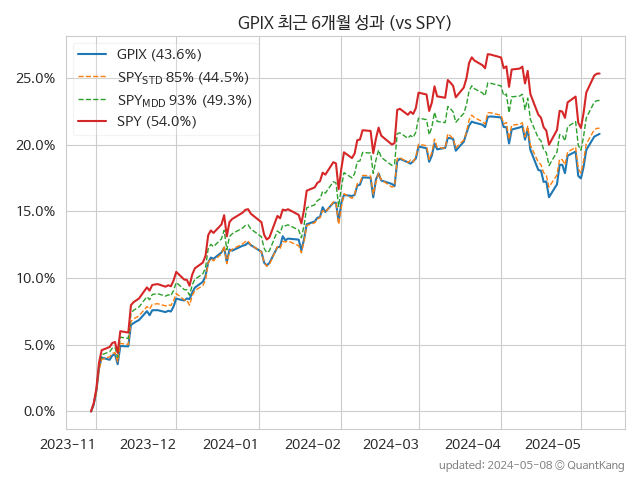 GPIX 최근 6개월 성과 (vs SPY)
GPIX (43.6%)
SPY_STD 85% (44.5%)
SPY_MDD 93% (49.3%)
SPY (54.0%)
25.0%
20.0%
15.0%
10.0%
5.0%
0.0%
2023-11 2023-12 2024-01 2024-02 2024-03 2024-04 2024-05
updated: 2024-05-08 © QuantKang